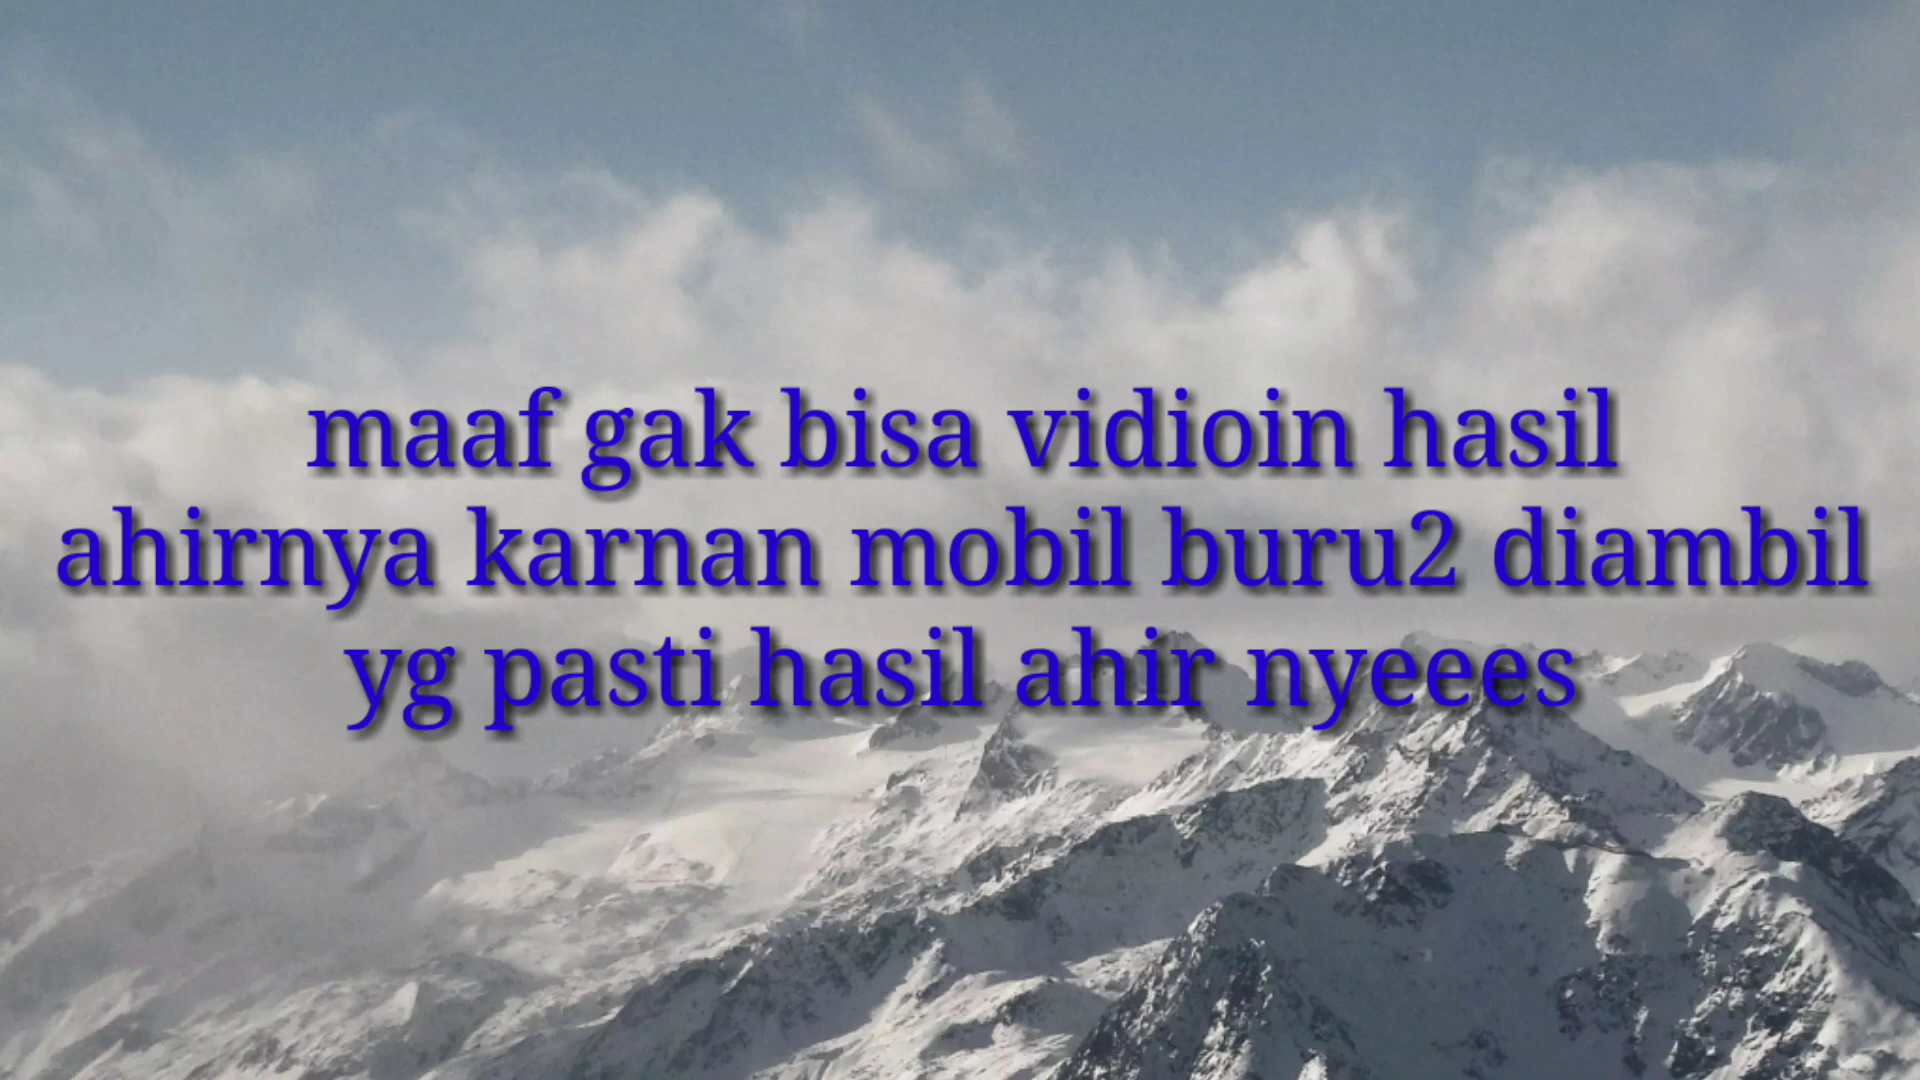 maaf gak bisa vidioin hasil
ahirnya karnan mobil buru2 diambil
yg pasti hasil ahir nyeees